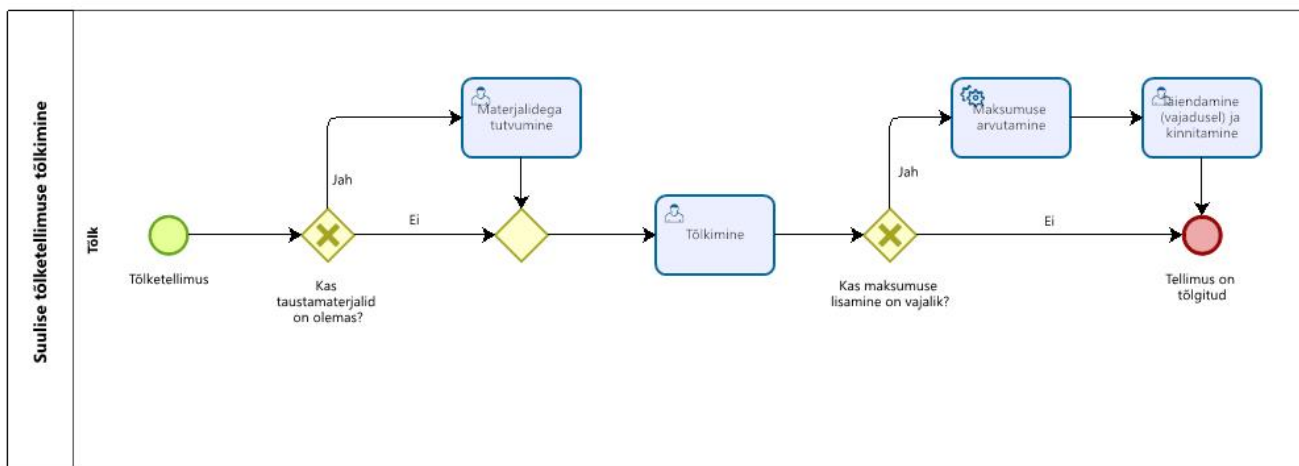 Suulise tõlketellimuse tõlkimine
Tõlk
Tõlketellimus
Kas
taustamaterjalid
on olemas?
Jah
Ei
Materjalidega
tutvumine
Tõlkimine
Kas maksumuse
lisamine on vajalik?
Jah
Ei
Maksumuse
arvutamine
Täiendamine
(vajadusel) ja
kinnitamine
Tellimus on
tõlgitud